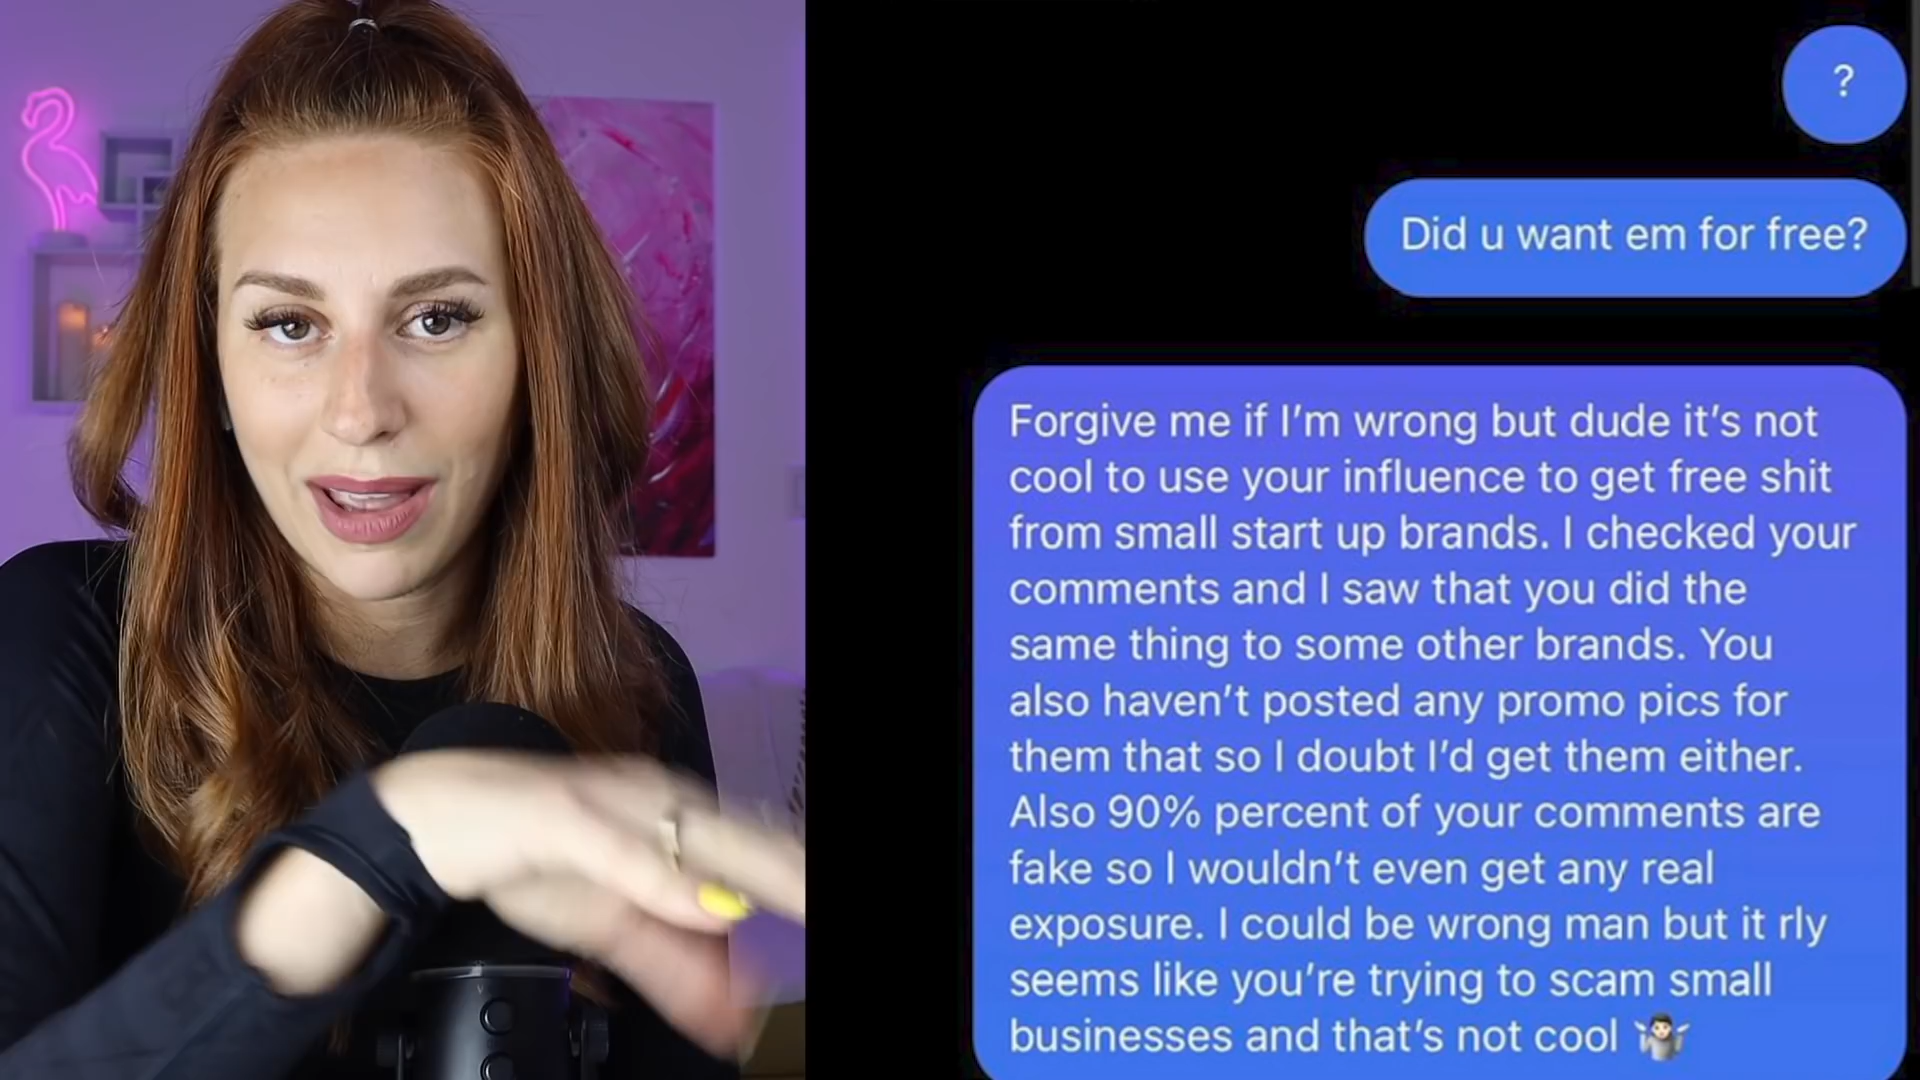 ?
Did u want em for free?
Forgive me if I'm wrong but dude it's not
cool to use your influence to get free shit
from small start up brands. I checked your
comments and I saw that you did the
same thing to some other brands. You
also haven't posted any promo pics for
them that so I doubt I'd get them either.
Also 90% percent of your comments are
fake so I wouldn't even get any real
exposure. I could be wrong man but it rly
seems like you're trying to scam small
businesses and that's not cool 🤷🏻‍♂️